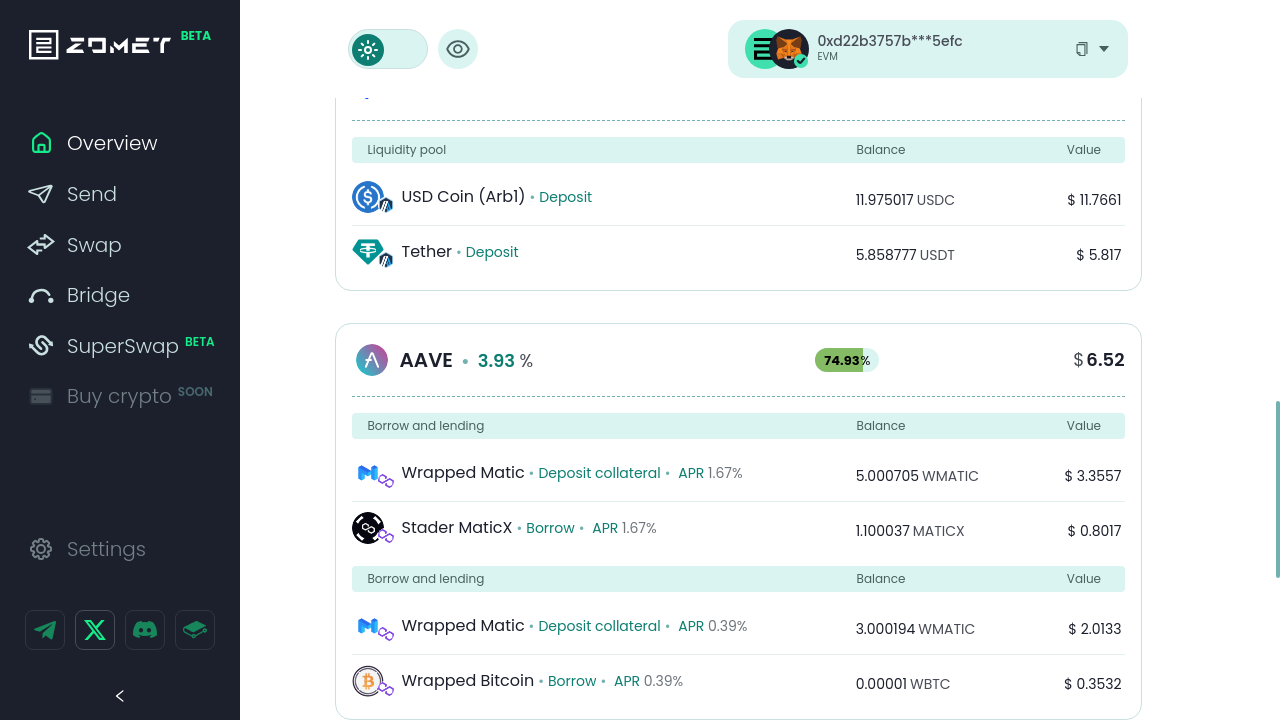 ZOMET BETA
Overview
Send
Swap
Bridge
SuperSwap BETA
Buy crypto SOON
Settings
0xd22b3757b***5efc
EVM
Liquidity pool Balance Value
USD Coin (Arb1) • Deposit 11.975017 USDC $ 11.7661
Tether • Deposit 5.858777 USDT $ 5.817
AAVE • 3.93 % 74.93% $ 6.52
Borrow and lending Balance Value
Wrapped Matic • Deposit collateral • APR 1.67% 5.000705 WMATIC $ 3.3557
Stader MaticX • Borrow • APR 1.67% 1.100037 MATICX $ 0.8017
Borrow and lending Balance Value
Wrapped Matic • Deposit collateral • APR 0.39% 3.000194 WMATIC $ 2.0133
Wrapped Bitcoin • Borrow • APR 0.39% 0.00001 WBTC $ 0.3532